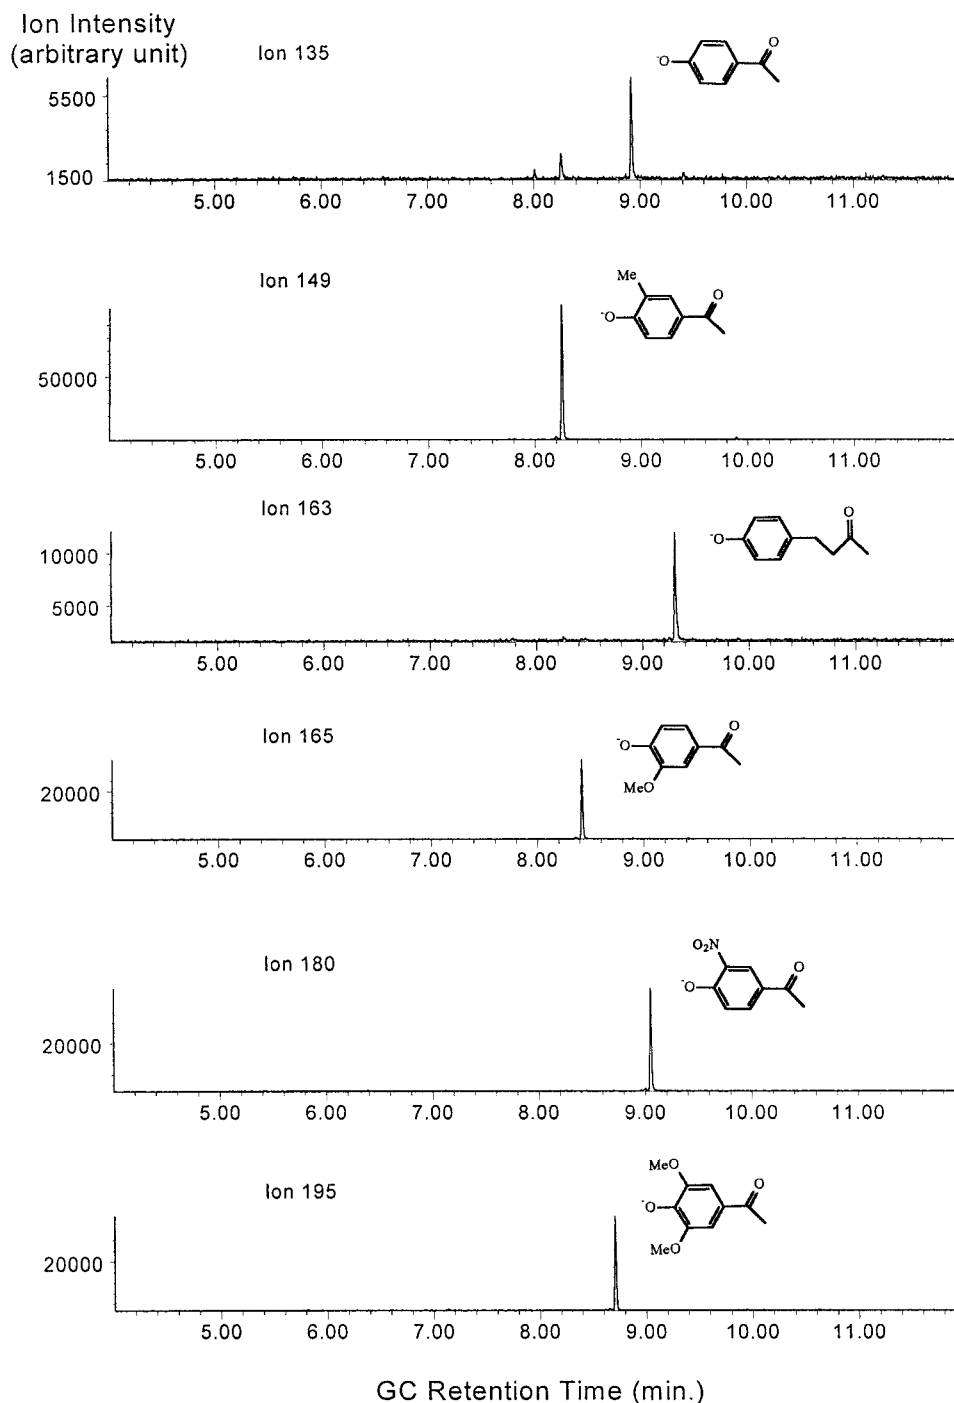 Ion Intensity
(arbitrary unit)
Ion 135
-O
O
5500
1500
5.00 6.00 7.00 8.00 9.00 10.00 11.00
Ion 149
Me
-O
O
50000
5.00 6.00 7.00 8.00 9.00 10.00 11.00
Ion 163
-O
O
10000
5000
5.00 6.00 7.00 8.00 9.00 10.00 11.00
Ion 165
-O
O
MeO
20000
5.00 6.00 7.00 8.00 9.00 10.00 11.00
Ion 180
O₂N
-O
O
20000
5.00 6.00 7.00 8.00 9.00 10.00 11.00
Ion 195
MeO
-O
O
MeO
20000
5.00 6.00 7.00 8.00 9.00 10.00 11.00
GC Retention Time (min.)